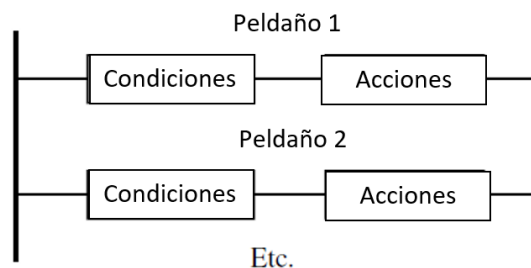 Peldaño 1
Condiciones Acciones
Peldaño 2
Condiciones Acciones
Etc.